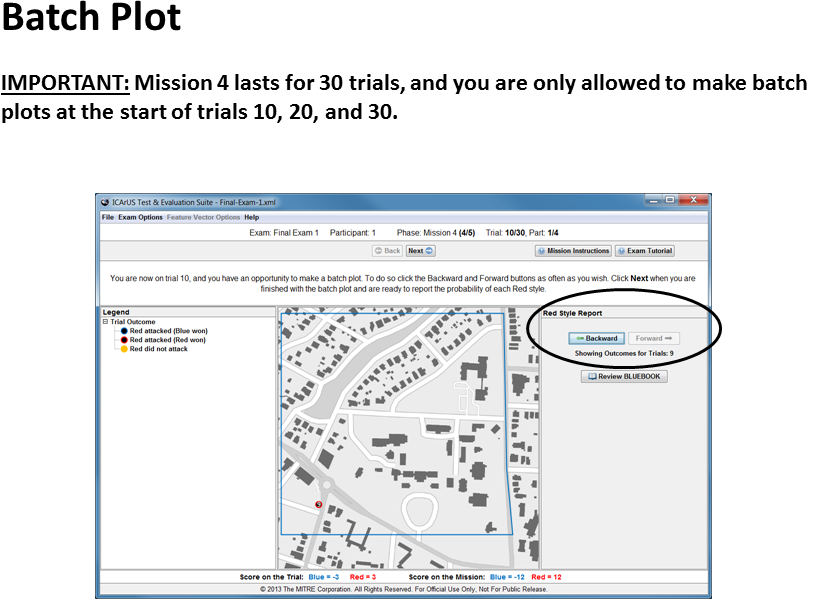 Batch Plot
IMPORTANT: Mission 4 lasts for 30 trials, and you are only allowed to make batch
plots at the start of trials 10, 20, and 30.
ICArUS Test & Evaluation Suite - Final-Exam-1.xml
File Exam Options Feature Vector Options Help
Exam: Final Exam 1 Participant: 1 Phase: Mission 4 (4/5) Trial: 10/30, Part: 1/4
Back Next Mission Instructions Exam Tutorial
You are now on trial 10, and you have an opportunity to make a batch plot. To do so click the Backward and Forward buttons as often as you wish. Click Next when you are
finished with the batch plot and are ready to report the probability of each Red style.
Legend
Trial Outcome
Red attacked (Blue won)
Red attacked (Red won)
Red did not attack
Red Style Report
Backward Forward
Showing Outcomes for Trials: 9
Review BLUEBOOK
Score on the Trial: Blue = -3 Red = 3 Score on the Mission: Blue = -12 Red = 12
© 2013 The MITRE Corporation. All Rights Reserved. For Official Use Only, Not For Public Release.